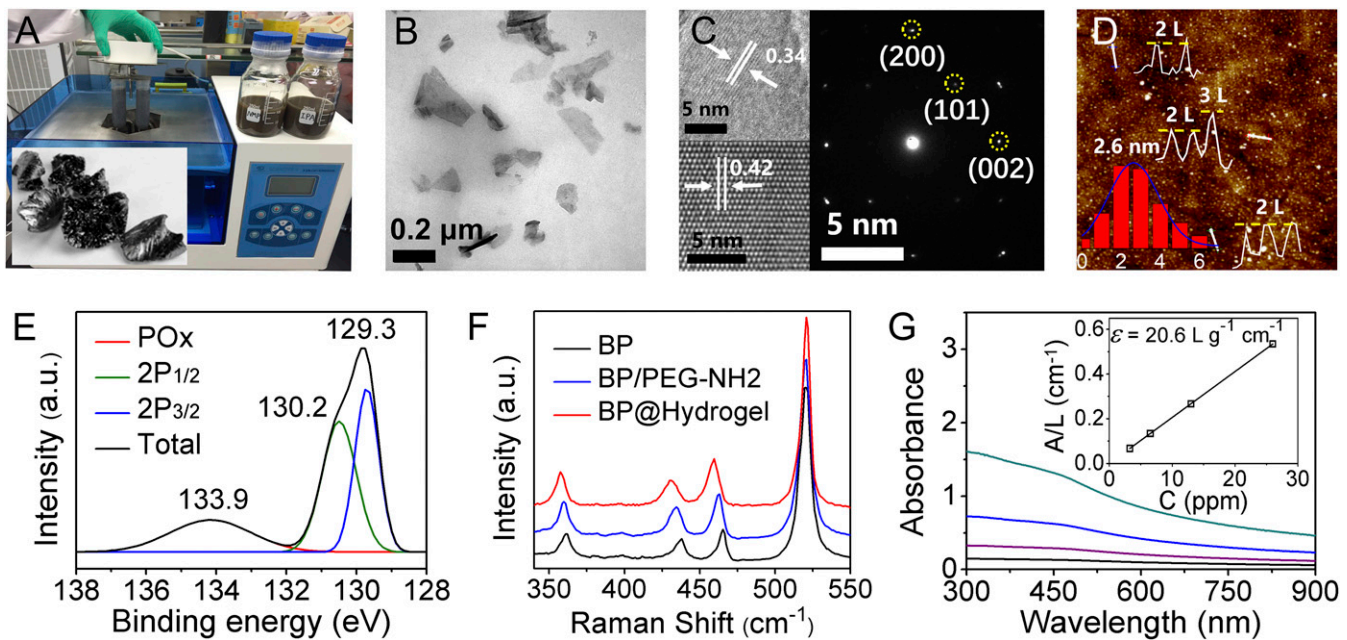 A
NMP
IPA
B
0.2 μm
C
0.34
5 nm
0.42
5 nm
(200)
(101)
(002)
5 nm
D
2 L
3 L
2 L
2.6 nm
2 L
0 2 4 6
E
POx
2P1/2
2P3/2
Total
129.3
130.2
133.9
Intensity (a.u.)
138 136 134 132 130 128
Binding energy (eV)
F
BP
BP/PEG-NH2
BP@Hydrogel
Intensity (a.u.)
350 400 450 500 550
Raman Shift (cm-1)
G
Absorbance
3
2
1
0
300 450 600 750 900
Wavelength (nm)
ε = 20.6 L g-1 cm-1
A/L (cm-1)
0.6
0.4
0.2
0.0
0 10 20 30
C (ppm)